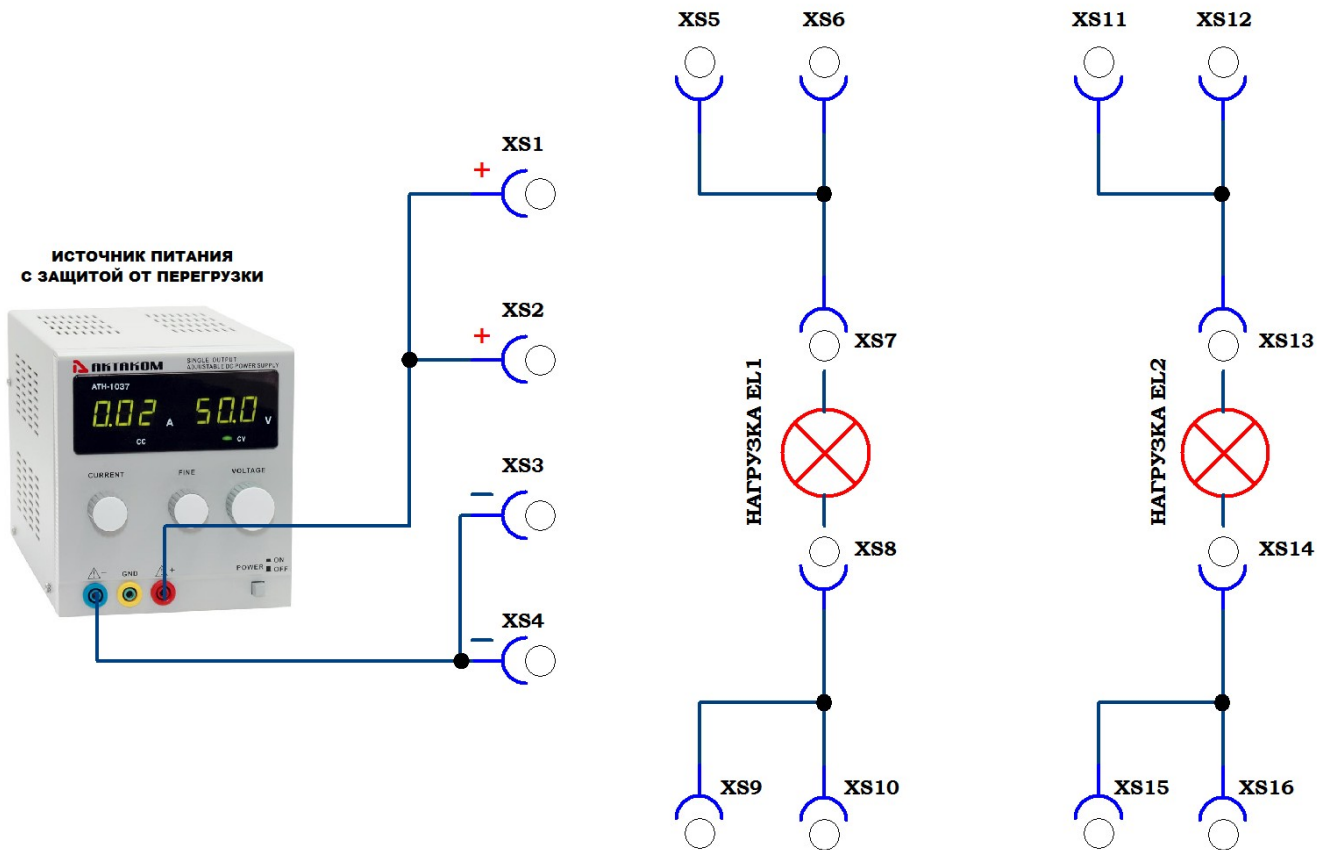 XS5
XS6
XS11
XS12
XS1
+
ИСТОЧНИК ПИТАНИЯ
С ЗАЩИТОЙ ОТ ПЕРЕГРУЗКИ
XS2
+
АКТАКОМ
SINGLE OUTPUT
ADJUSTABLE DC POWER SUPPLY
ATH-1037
0.02 A 50.0 V
CC CV
CURRENT FINE VOLTAGE
XS3
−
POWER ON
OFF
− GND +
XS4
−
XS7
НАГРУЗКА EL1
XS8
XS9
XS10
XS13
НАГРУЗКА EL2
XS14
XS15
XS16